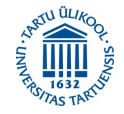 TARTU ÜLIKOOL
1632
UNIVERSITAS TARTUENSIS